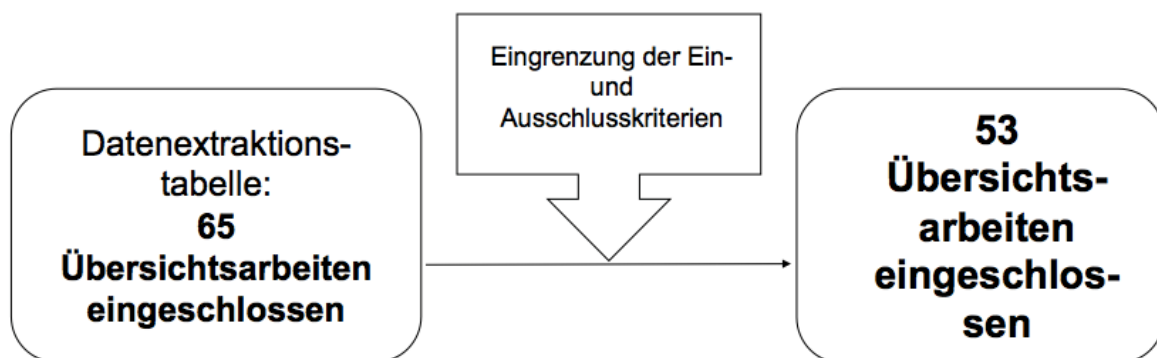 Datenextraktions-
tabelle:
65
Übersichtsarbeiten
eingeschlossen
Eingrenzung der Ein-
und
Ausschlusskriterien
53
Übersichts-
arbeiten
eingeschlos-
sen